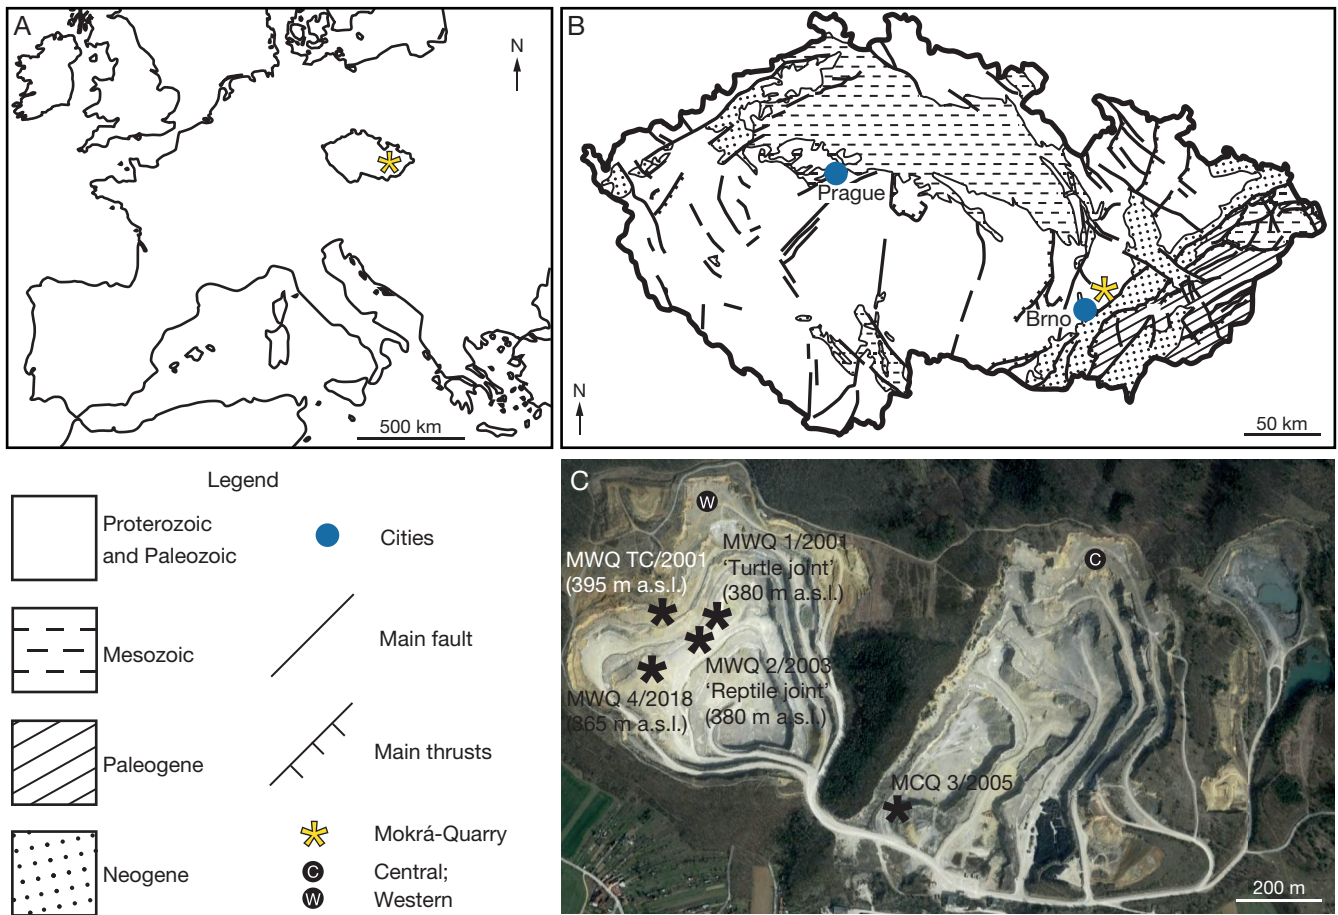 A
N
500 km
B
Prague
Brno
N
50 km
Legend
Proterozoic
and Paleozoic
Mesozoic
Paleogene
Neogene
Cities
Main fault
Main thrusts
Mokrá-Quarry
C
Central;
W
Western
C
W
MWQ TC/2001
(395 m a.s.l.)
MWQ 1/2001
‘Turtle joint’
(380 m a.s.l.)
MWQ 2/2003
‘Reptile joint’
(380 m a.s.l.)
MWQ 4/2018
(365 m a.s.l.)
C
MCQ 3/2005
200 m